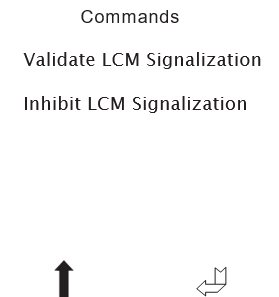 Commands
Validate LCM Signalization
Inhibit LCM Signalization